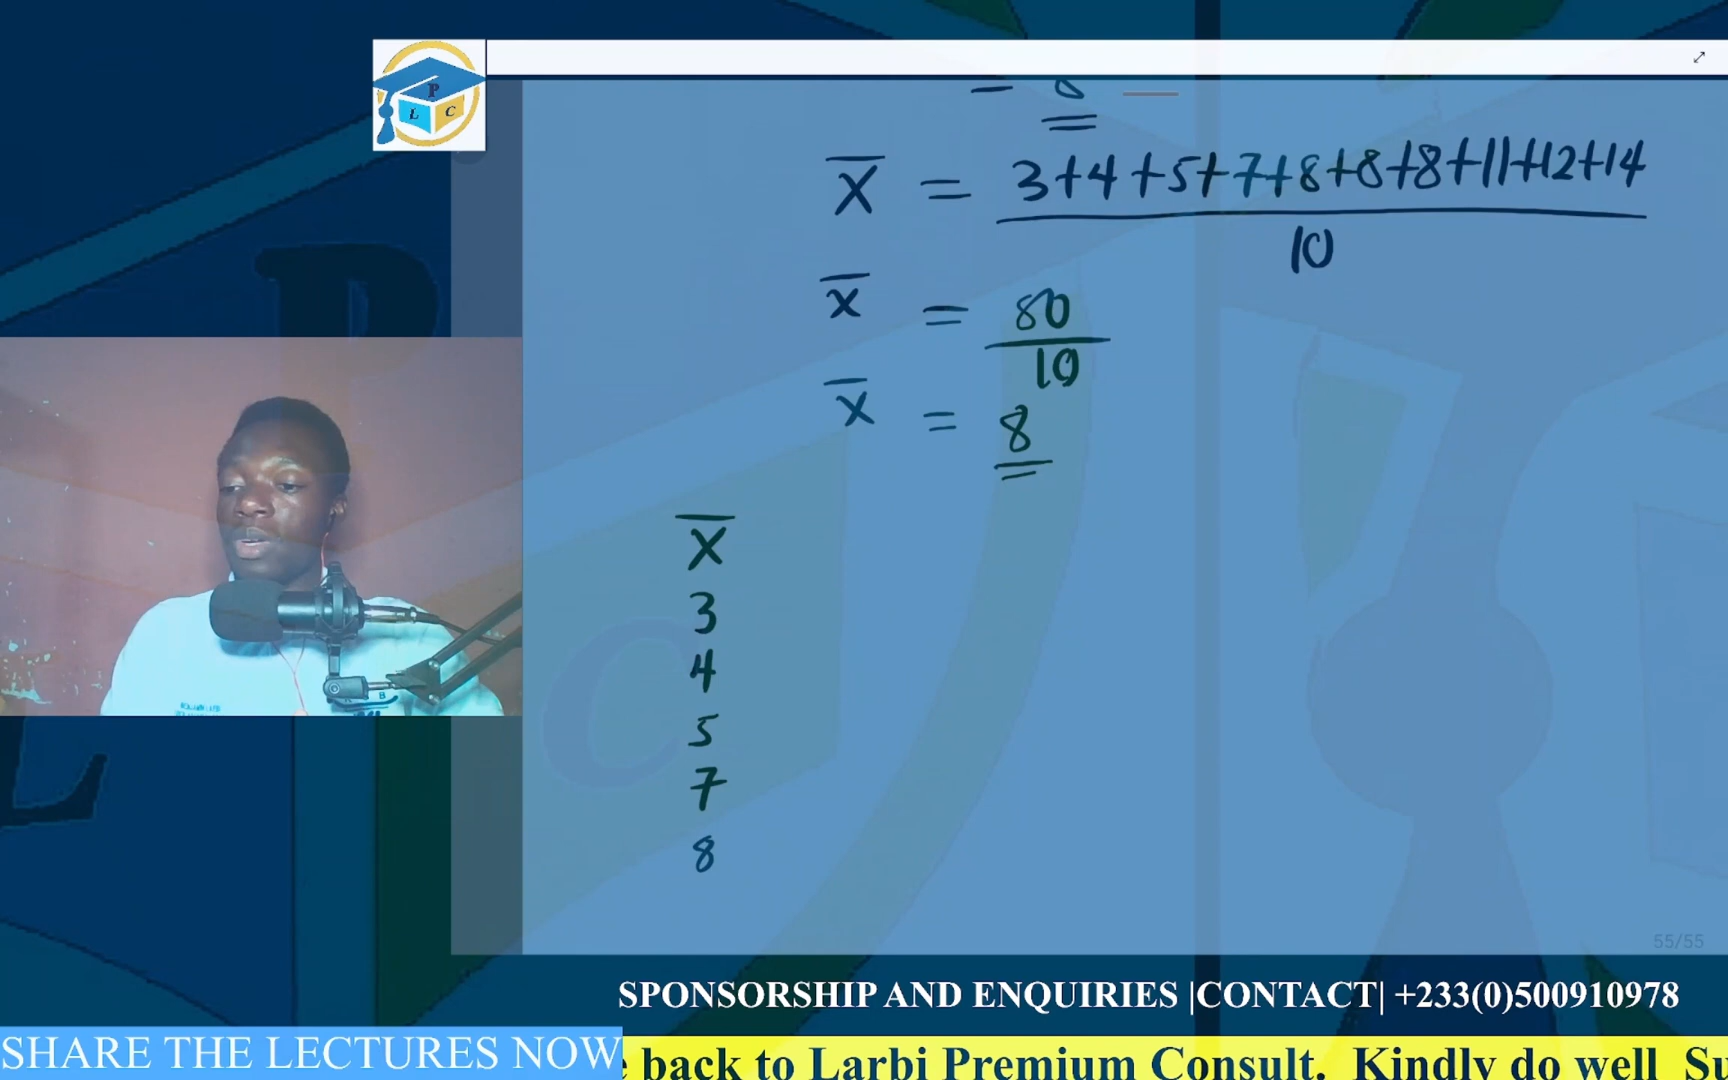 P
L C
= 8
X̅ = 3+4+5+7+8+8+8+11+12+14
10
x̅ = 80
10
x̅ = 8
X̅
3
4
5
7
8
P
C
L
55/55
SPONSORSHIP AND ENQUIRIES |CONTACT| +233(0)500910978
SHARE THE LECTURES NOW
back to Larbi Premium Consult. Kindly do well